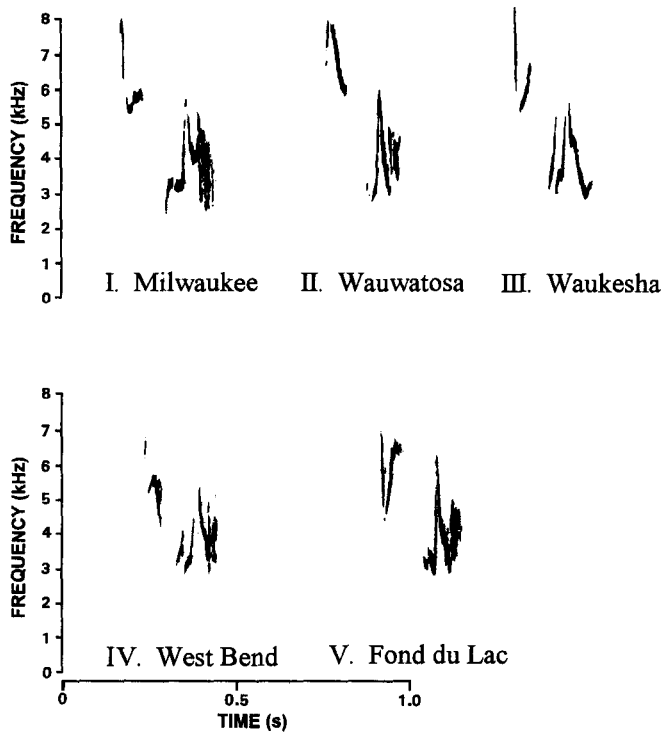 FREQUENCY (kHz)
8
7
6
5
4
3
2
1
0
I. Milwaukee
II. Wauwatosa
III. Waukesha
FREQUENCY (kHz)
8
7
6
5
4
3
2
1
0
IV. West Bend
V. Fond du Lac
0
0.5
1.0
TIME (s)